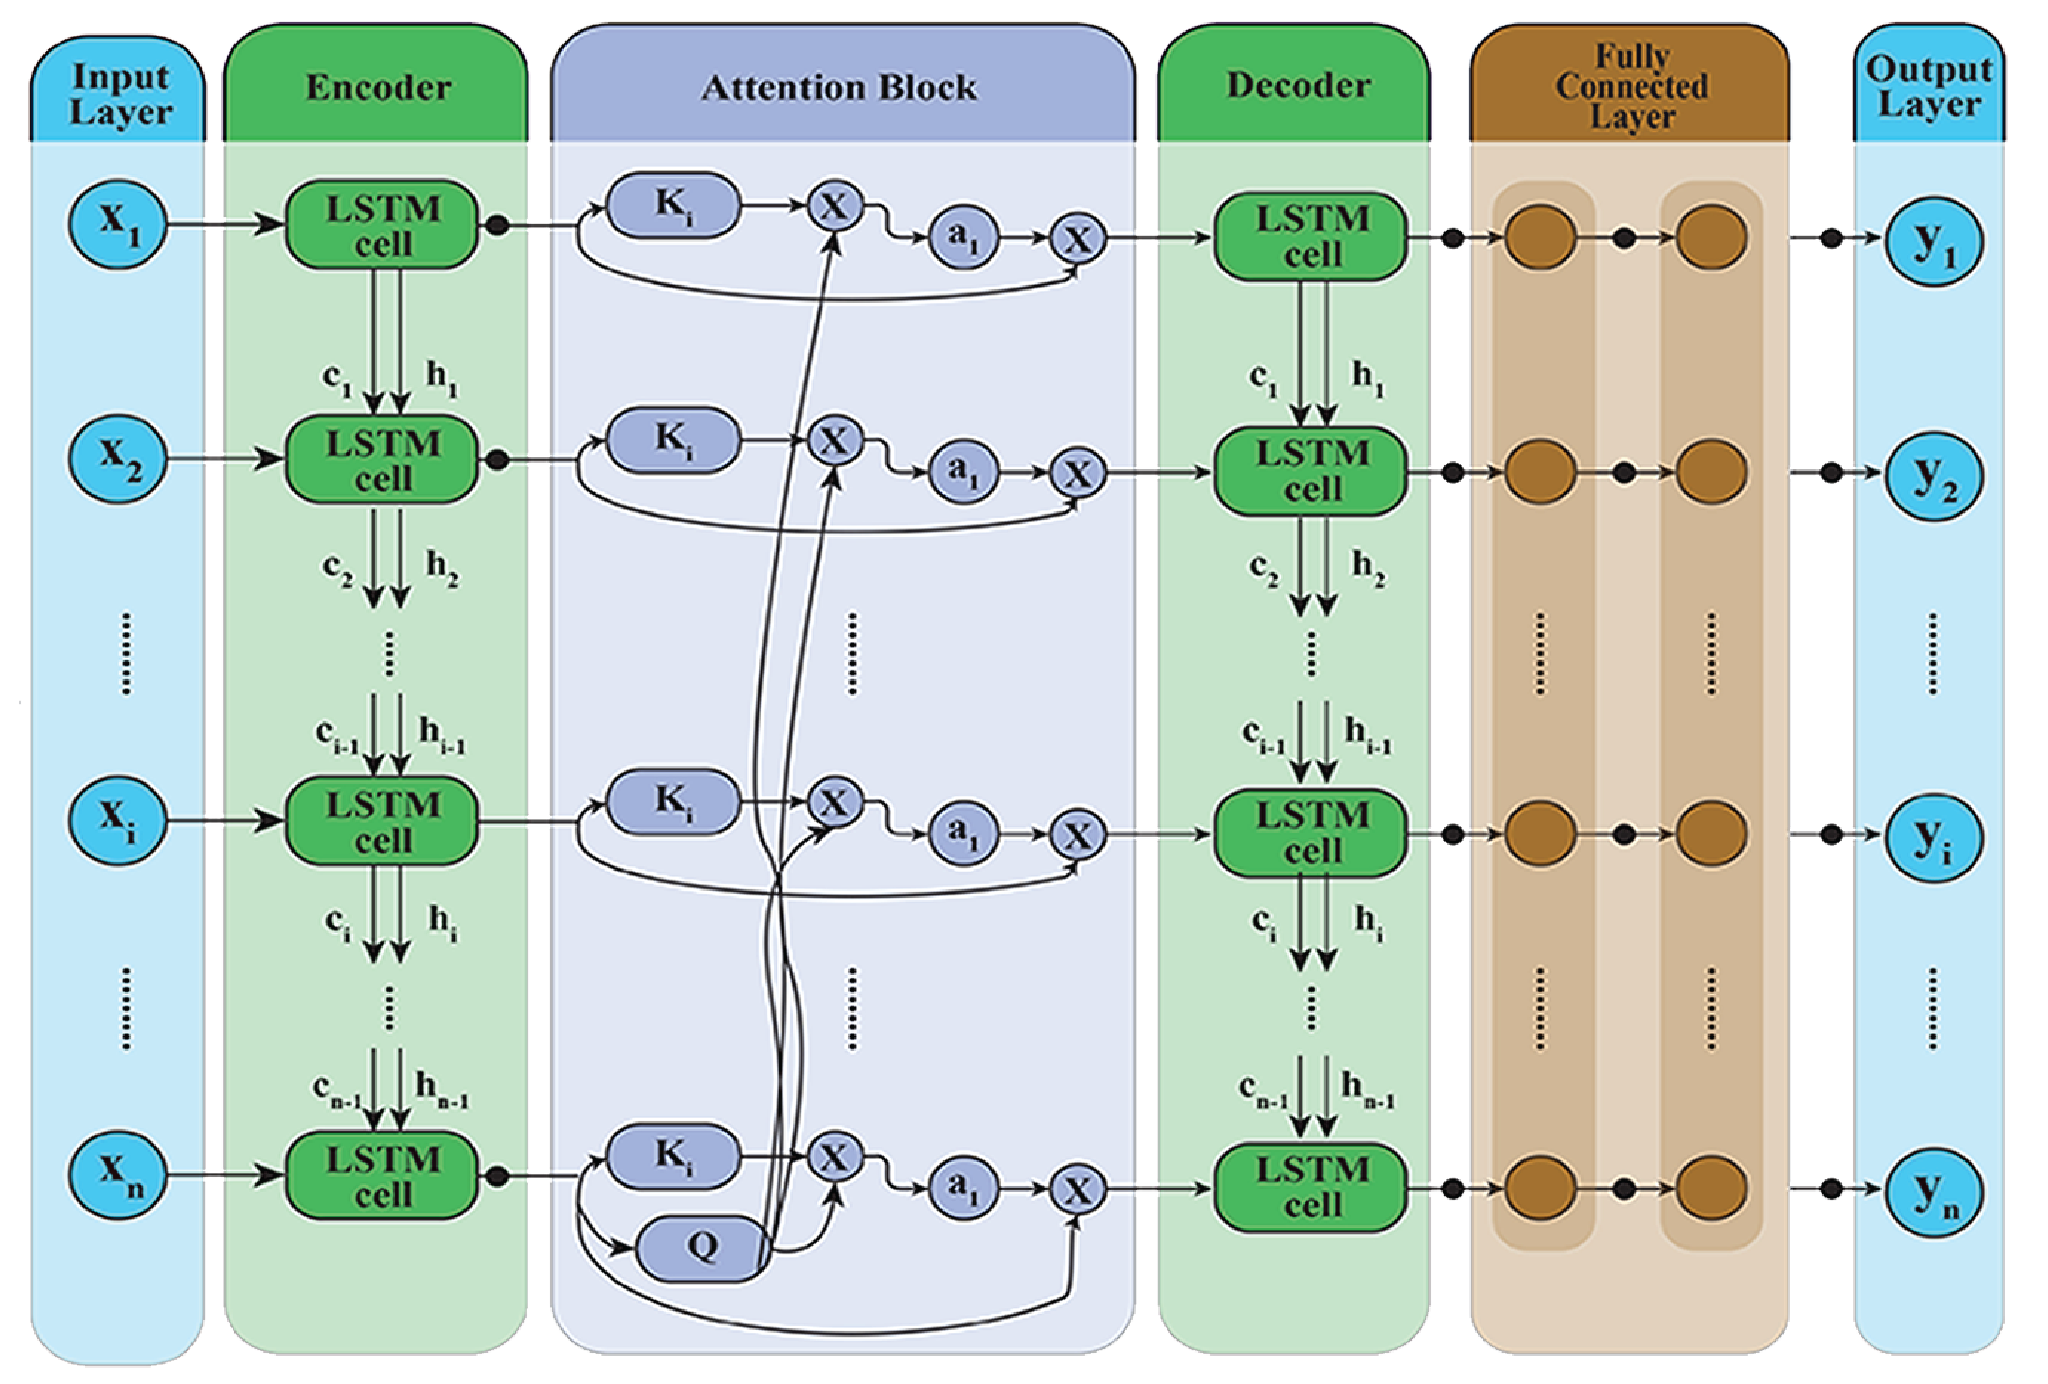 Input
Layer
Encoder
Attention Block
Decoder
Fully
Connected
Layer
Output
Layer
x1
LSTM
cell
Ki
X
a1
X
LSTM
cell
y1
c1 h1
c1 h1
x2
LSTM
cell
Ki
X
a1
X
LSTM
cell
y2
c2 h2
c2 h2
ci-1 hi-1
ci-1 hi-1
xi
LSTM
cell
Ki
X
a1
X
LSTM
cell
yi
ci hi
ci hi
cn-1 hn-1
cn-1 hn-1
xn
LSTM
cell
Ki
X
a1
X
LSTM
cell
yn
Q